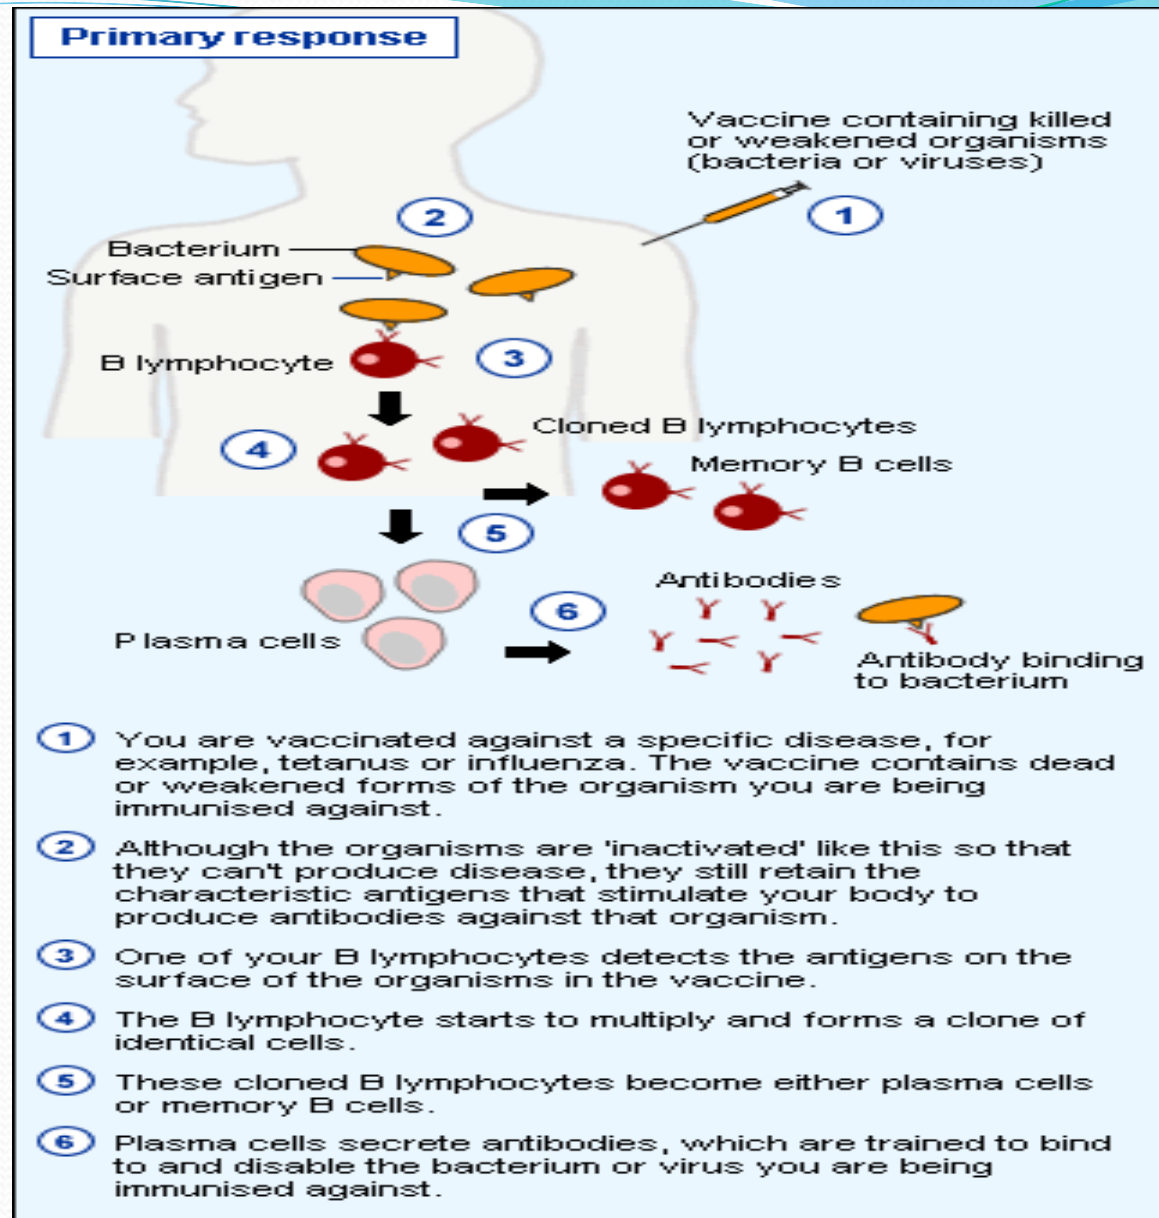 Primary response
Vaccine containing killed
or weakened organisms
(bacteria or viruses)
1
2
Bacterium
Surface antigen
B lymphocyte
3
4
Cloned B lymphocytes
Memory B cells
5
Antibodies
6
Plasma cells
Antibody binding
to bacterium
1 You are vaccinated against a specific disease, for
example, tetanus or influenza. The vaccine contains dead
or weakened forms of the organism you are being
immunised against.
2 Although the organisms are 'inactivated' like this so that
they can't produce disease, they still retain the
characteristic antigens that stimulate your body to
produce antibodies against that organism.
3 One of your B lymphocytes detects the antigens on the
surface of the organisms in the vaccine.
4 The B lymphocyte starts to multiply and forms a clone of
identical cells.
5 These cloned B lymphocytes become either plasma cells
or memory B cells.
6 Plasma cells secrete antibodies, which are trained to bind
to and disable the bacterium or virus you are being
immunised against.